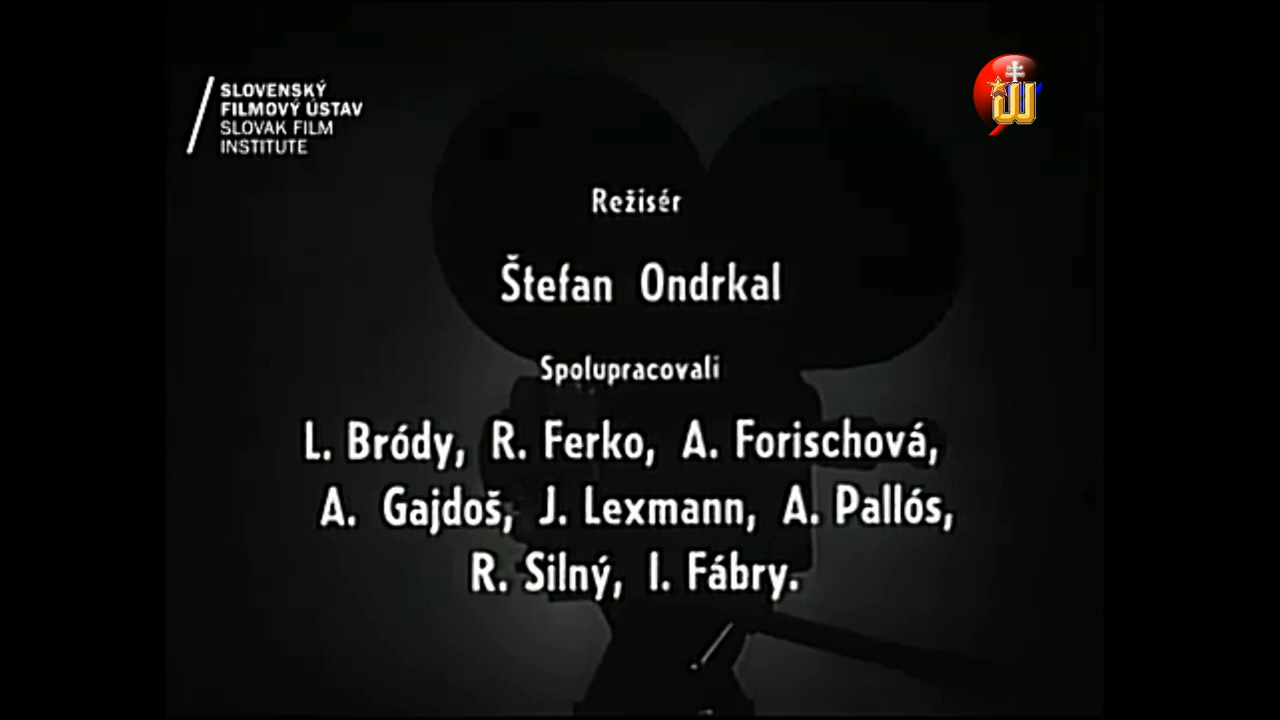 SLOVENSKÝ
FILMOVÝ ÚSTAV
SLOVAK FILM
INSTITUTE
Režisér
Štefan Ondrkal
Spolupracovali
L. Bródy, R. Ferko, A. Forischová,
A. Gajdoš, J. Lexmann, A. Pallós,
R. Silný, I. Fábry.